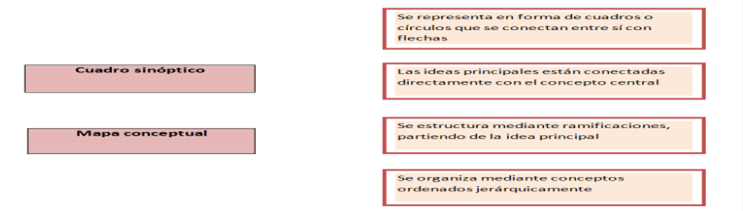 Cuadro sinóptico
Mapa conceptual
Se representa en forma de cuadros o
círculos que se conectan entre sí con
flechas
Las ideas principales están conectadas
directamente con el concepto central
Se estructura mediante ramificaciones,
partiendo de la idea principal
Se organiza mediante conceptos
ordenados jerárquicamente